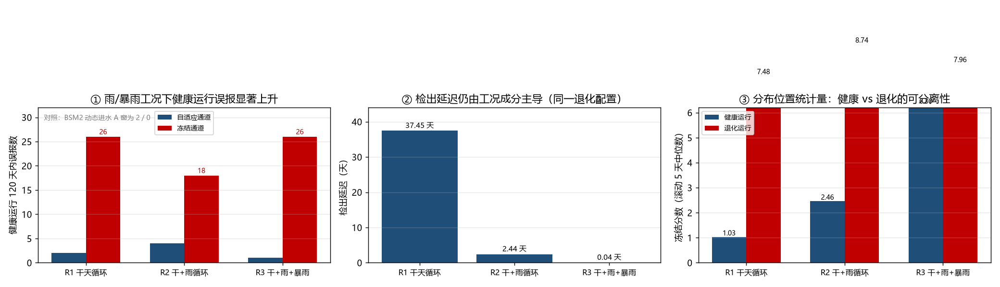 8.74
7.96
7.48
① 雨/暴雨工况下健康运行误报显著上升
对照：BSM2 动态进水 A 窗为 2 / 0
自适应通道
冻结通道
26
18
26
健康运行 120 天内误报数
30
25
20
15
10
5
0
R1 干天循环
R2 干+雨循环
R3 干+雨+暴雨
② 检出延迟仍由工况成分主导（同一退化配置）
37.45 天
2.44 天
0.04 天
检出延迟（天）
40
30
20
10
0
R1 干天循环
R2 干+雨循环
R3 干+雨+暴雨
③ 分布位置统计量：健康 vs 退化的可分离性
健康运行
退化运行
1.03
2.46
冻结分数（滚动 5 天中位数）
6
5
4
3
2
1
0
R1 干天循环
R2 干+雨循环
R3 干+雨+暴雨